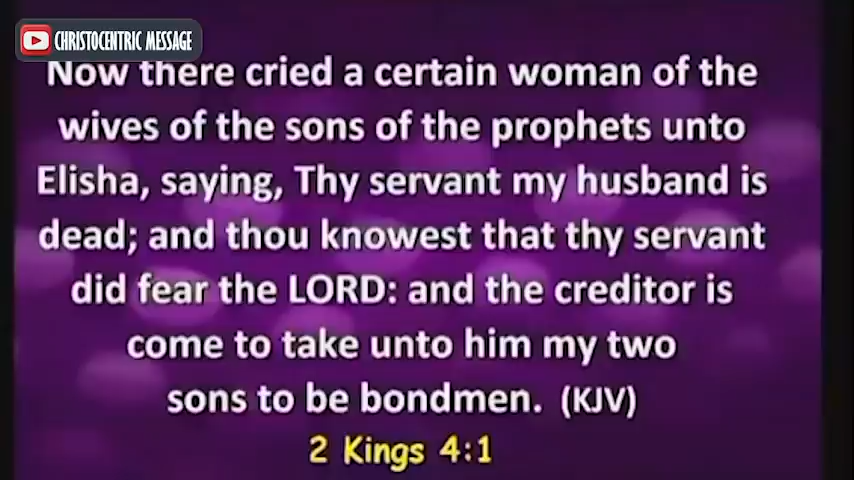 CHRISTOCENTRIC MESSAGE
Now there cried a certain woman of the
wives of the sons of the prophets unto
Elisha, saying, Thy servant my husband is
dead; and thou knowest that thy servant
did fear the LORD: and the creditor is
come to take unto him my two
sons to be bondmen. (KJV)
2 Kings 4:1